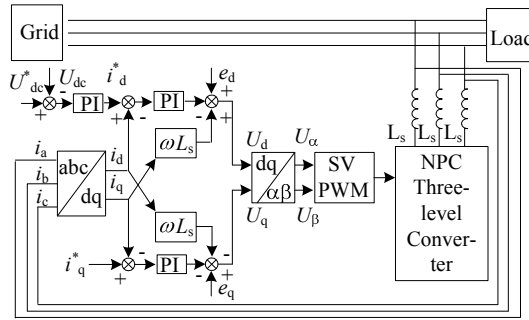 Grid
Load
U*dc
Udc
i*d
ed
+
-
PI
+
-
PI
-
+
+
Ls
Ls
Ls
ia
ib
ic
abc
dq
id
iq
ωLs
ωLs
Ud
Uq
dq
αβ
Uα
Uβ
SV
PWM
NPC
Three-
level
Conver-
ter
i*q
+
-
PI
-
-
+
eq